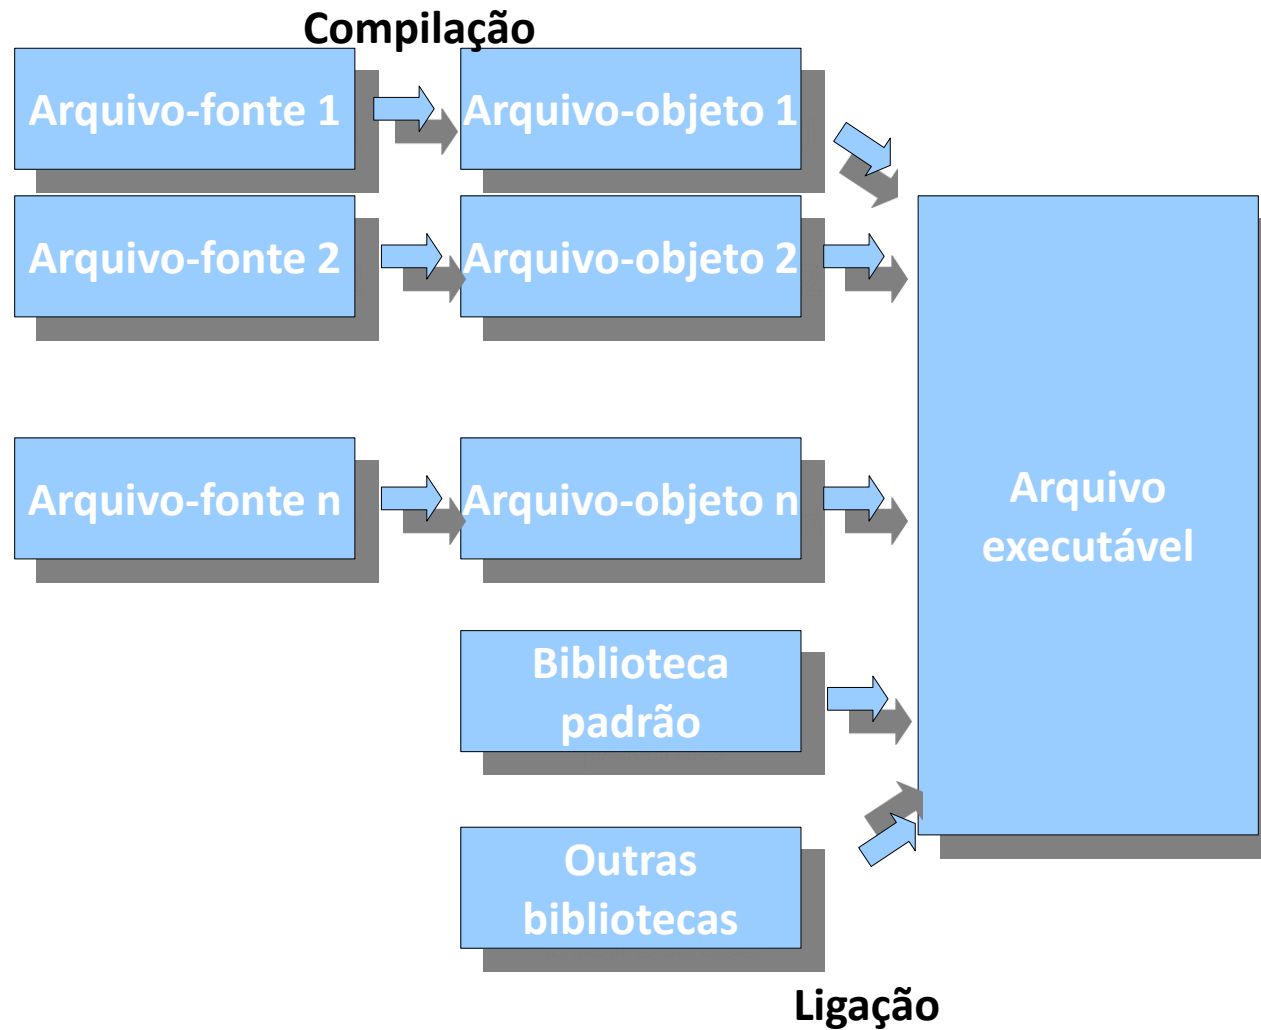 Compilação
Arquivo-fonte 1
Arquivo-objeto 1
Arquivo-fonte 2
Arquivo-objeto 2
Arquivo-fonte n
Arquivo-objeto n
Arquivo
executável
Biblioteca
padrão
Outras
bibliotecas
Ligação